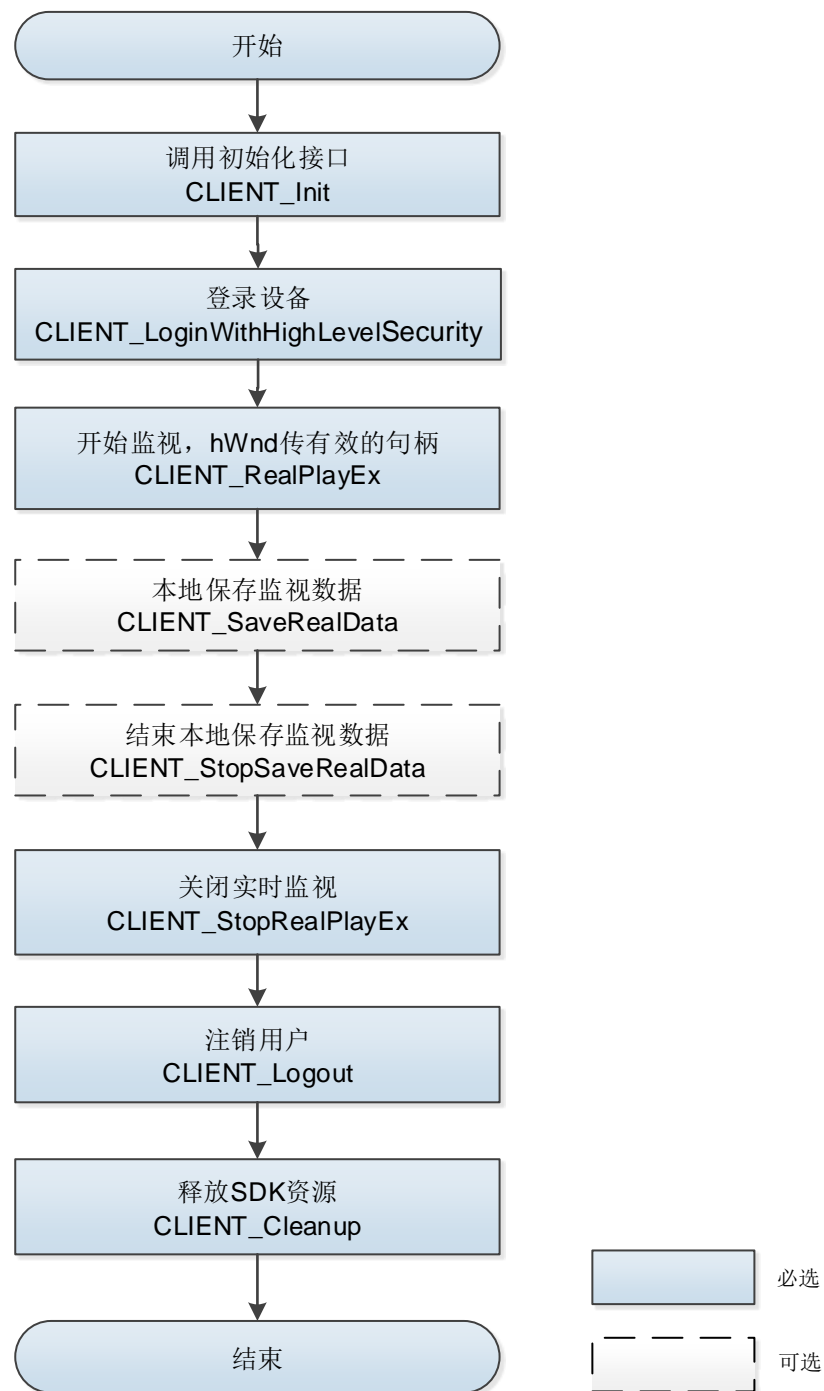 开始
调用初始化接口
CLIENT_Init
登录设备
CLIENT_LoginWithHighLevelSecurity
开始监视，hWnd传有效的句柄
CLIENT_RealPlayEx
本地保存监视数据
CLIENT_SaveRealData
结束本地保存监视数据
CLIENT_StopSaveRealData
关闭实时监视
CLIENT_StopRealPlayEx
注销用户
CLIENT_Logout
释放SDK资源
CLIENT_Cleanup
结束
必选
可选